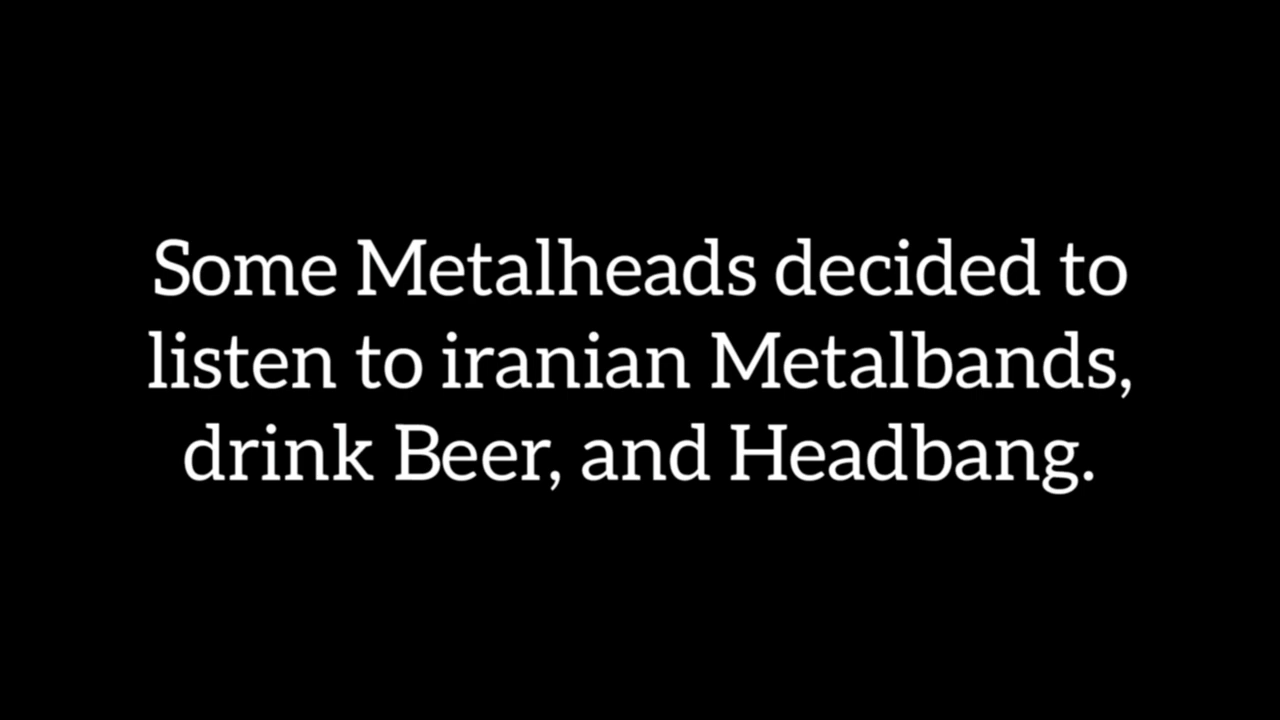 Some Metalheads decided to
listen to iranian Metalbands,
drink Beer, and Headbang.